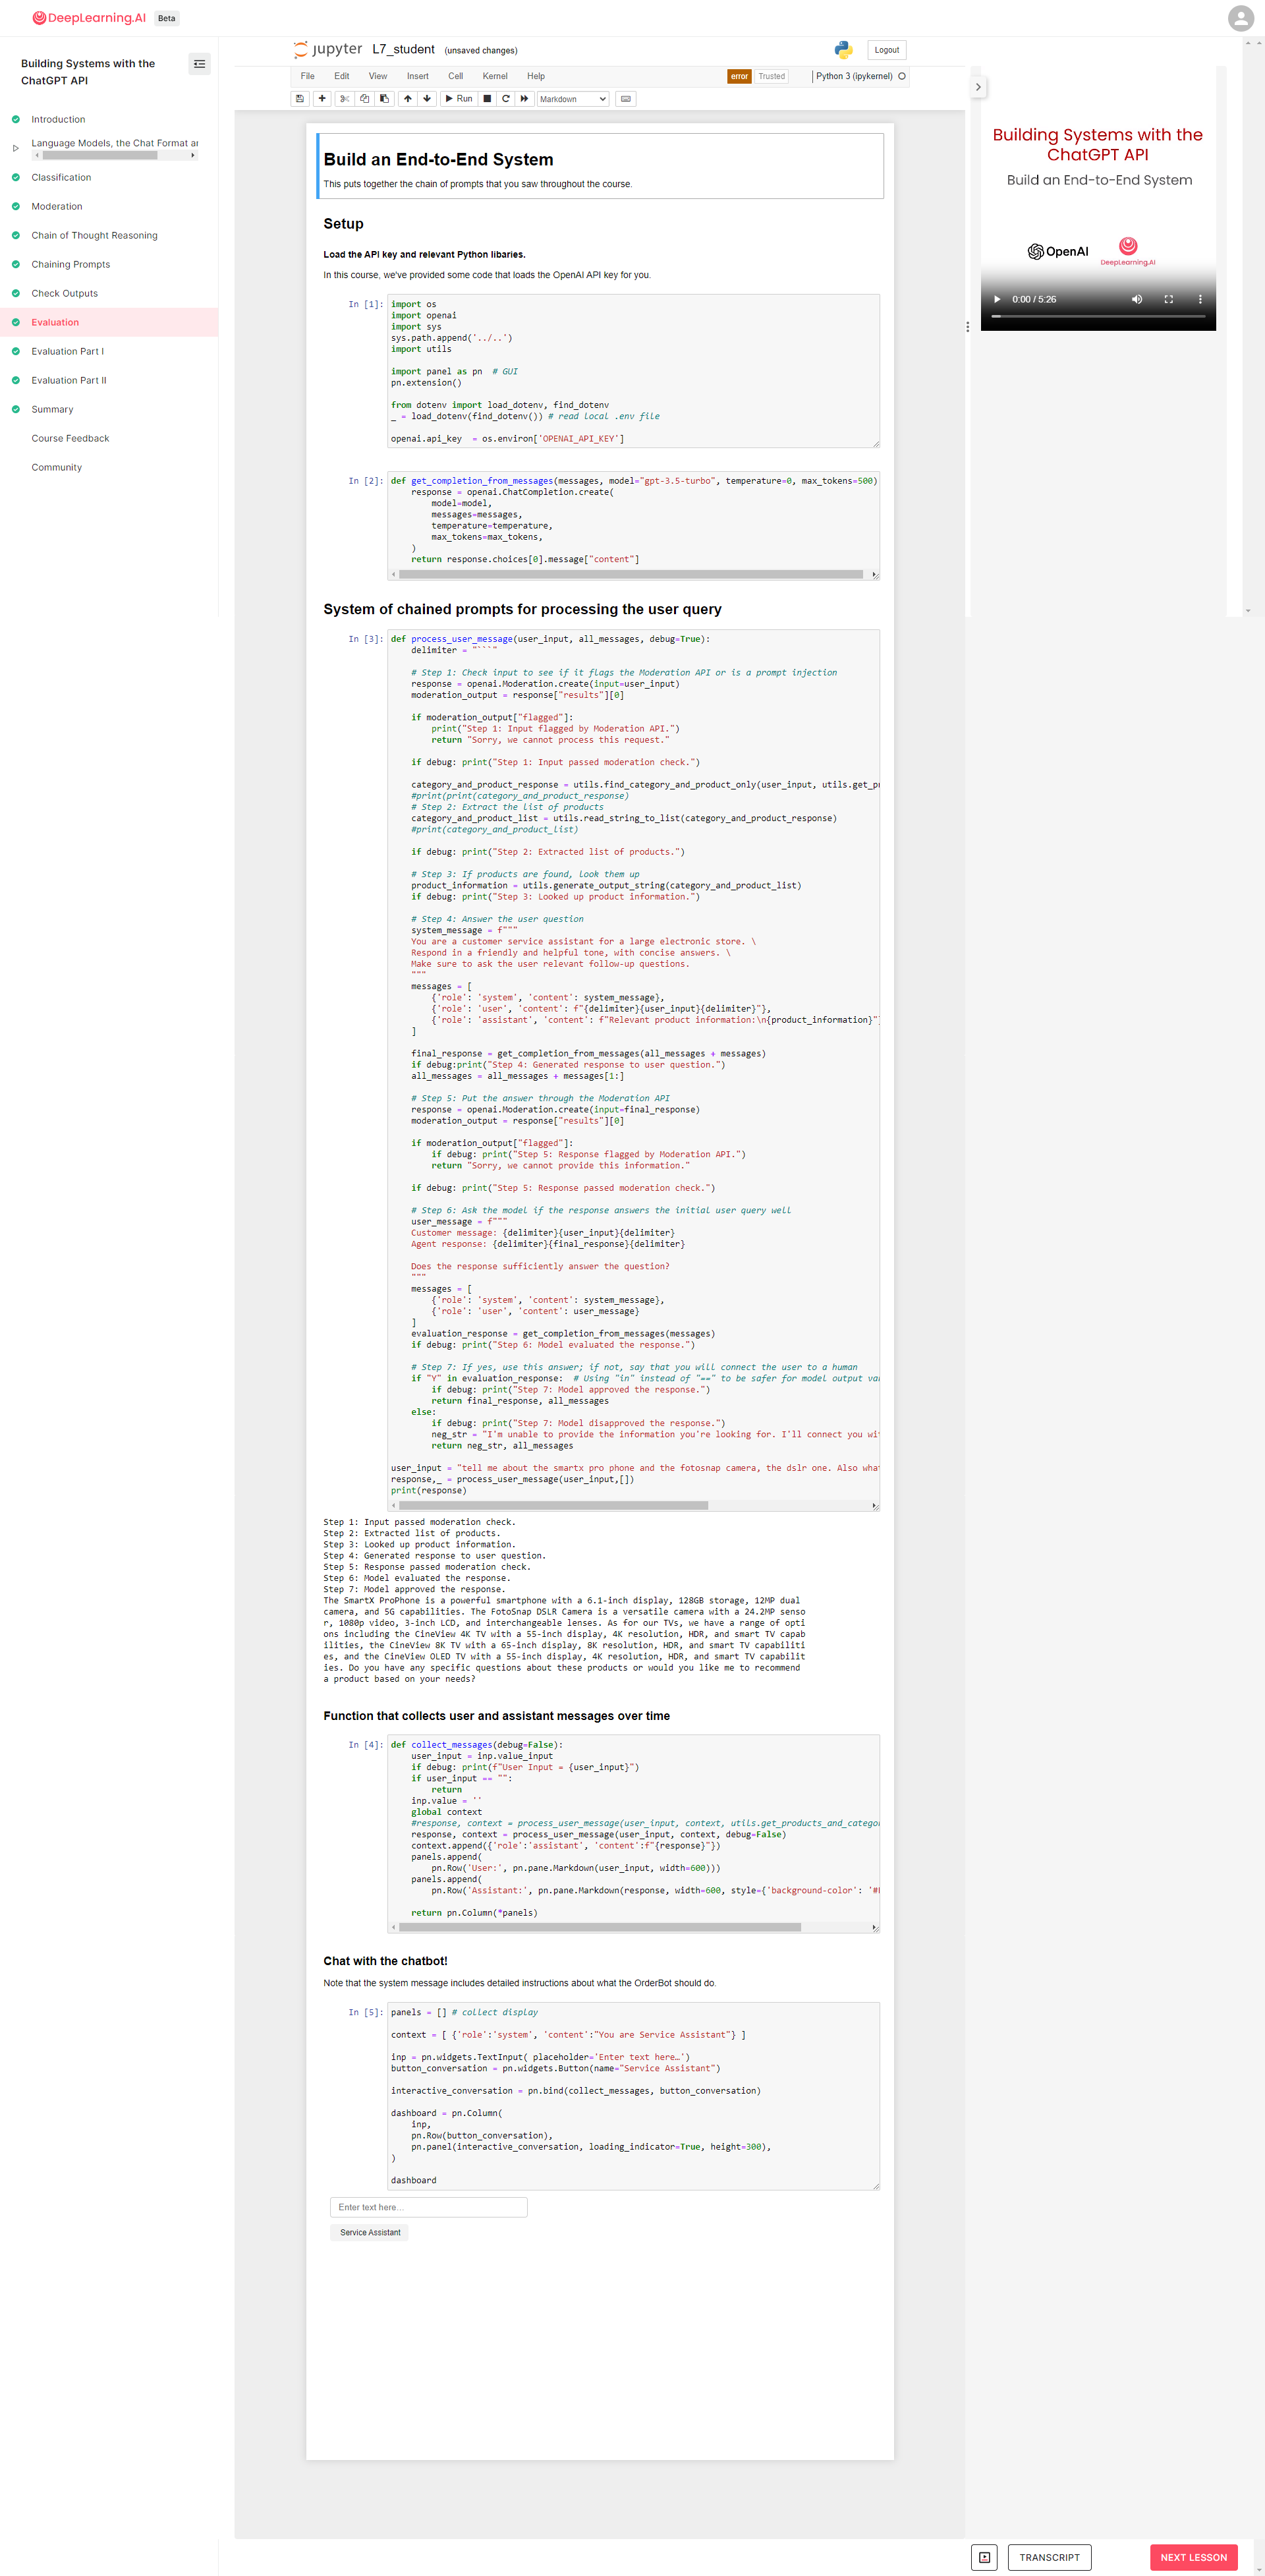 DeepLearning.AI Beta
Building Systems with the
ChatGPT API
Introduction
Language Models, the Chat Format ar
Classification
Moderation
Chain of Thought Reasoning
Chaining Prompts
Check Outputs
Evaluation
Evaluation Part I
Evaluation Part II
Summary
Course Feedback
Community
jupyter L7_student (unsaved changes)
Logout
File Edit View Insert Cell Kernel Help
error Trusted Python 3 (ipykernel)
Run Markdown
Build an End-to-End System
This puts together the chain of prompts that you saw throughout the course.
Setup
Load the API key and relevant Python libaries.
In this course, we've provided some code that loads the OpenAI API key for you.
In [1]: import os
import openai
import sys
sys.path.append('../..')
import utils
import panel as pn  # GUI
pn.extension()
from dotenv import load_dotenv, find_dotenv
_ = load_dotenv(find_dotenv()) # read local .env file
openai.api_key  = os.environ['OPENAI_API_KEY']
In [2]: def get_completion_from_messages(messages, model="gpt-3.5-turbo", temperature=0, max_tokens=500)
    response = openai.ChatCompletion.create(
        model=model,
        messages=messages,
        temperature=temperature,
        max_tokens=max_tokens,
    )
    return response.choices[0].message["content"]
System of chained prompts for processing the user query
In [3]: def process_user_message(user_input, all_messages, debug=True):
    delimiter = "```"
    # Step 1: Check input to see if it flags the Moderation API or is a prompt injection
    response = openai.Moderation.create(input=user_input)
    moderation_output = response["results"][0]
    if moderation_output["flagged"]:
        print("Step 1: Input flagged by Moderation API.")
        return "Sorry, we cannot process this request."
    if debug: print("Step 1: Input passed moderation check.")
    category_and_product_response = utils.find_category_and_product_only(user_input, utils.get_pr
    #print(print(category_and_product_response)
    # Step 2: Extract the list of products
    category_and_product_list = utils.read_string_to_list(category_and_product_response)
    #print(category_and_product_list)
    if debug: print("Step 2: Extracted list of products.")
    # Step 3: If products are found, look them up
    product_information = utils.generate_output_string(category_and_product_list)
    if debug: print("Step 3: Looked up product information.")
    # Step 4: Answer the user question
    system_message = f"""
    You are a customer service assistant for a large electronic store. \
    Respond in a friendly and helpful tone, with concise answers. \
    Make sure to ask the user relevant follow-up questions.
    """
    messages = [
        {'role': 'system', 'content': system_message},
        {'role': 'user', 'content': f"{delimiter}{user_input}{delimiter}"},
        {'role': 'assistant', 'content': f"Relevant product information:\n{product_information}"}
    ]
    final_response = get_completion_from_messages(all_messages + messages)
    if debug:print("Step 4: Generated response to user question.")
    all_messages = all_messages + messages[1:]
    # Step 5: Put the answer through the Moderation API
    response = openai.Moderation.create(input=final_response)
    moderation_output = response["results"][0]
    if moderation_output["flagged"]:
        if debug: print("Step 5: Response flagged by Moderation API.")
        return "Sorry, we cannot provide this information."
    if debug: print("Step 5: Response passed moderation check.")
    # Step 6: Ask the model if the response answers the initial user query well
    user_message = f"""
    Customer message: {delimiter}{user_input}{delimiter}
    Agent response: {delimiter}{final_response}{delimiter}
    Does the response sufficiently answer the question?
    """
    messages = [
        {'role': 'system', 'content': system_message},
        {'role': 'user', 'content': user_message}
    ]
    evaluation_response = get_completion_from_messages(messages)
    if debug: print("Step 6: Model evaluated the response.")
    # Step 7: If yes, use this answer; if not, say that you will connect the user to a human
    if "Y" in evaluation_response:  # Using "in" instead of "==" to be safer for model output var
        if debug: print("Step 7: Model approved the response.")
        return final_response, all_messages
    else:
        if debug: print("Step 7: Model disapproved the response.")
        neg_str = "I'm unable to provide the information you're looking for. I'll connect you wit
        return neg_str, all_messages
user_input = "tell me about the smartx pro phone and the fotosnap camera, the dslr one. Also what
response,_ = process_user_message(user_input,[])
print(response)
Step 1: Input passed moderation check.
Step 2: Extracted list of products.
Step 3: Looked up product information.
Step 4: Generated response to user question.
Step 5: Response passed moderation check.
Step 6: Model evaluated the response.
Step 7: Model approved the response.
The SmartX ProPhone is a powerful smartphone with a 6.1-inch display, 128GB storage, 12MP dual
camera, and 5G capabilities. The FotoSnap DSLR Camera is a versatile camera with a 24.2MP senso
r, 1080p video, 3-inch LCD, and interchangeable lenses. As for our TVs, we have a range of opti
ons including the CineView 4K TV with a 55-inch display, 4K resolution, HDR, and smart TV capab
ilities, the CineView 8K TV with a 65-inch display, 8K resolution, HDR, and smart TV capabiliti
es, and the CineView OLED TV with a 55-inch display, 4K resolution, HDR, and smart TV capabilit
ies. Do you have any specific questions about these products or would you like me to recommend
a product based on your needs?
Function that collects user and assistant messages over time
In [4]: def collect_messages(debug=False):
    user_input = inp.value_input
    if debug: print(f"User Input = {user_input}")
    if user_input == "":
        return
    inp.value = ''
    global context
    #response, context = process_user_message(user_input, context, utils.get_products_and_categor
    response, context = process_user_message(user_input, context, debug=False)
    context.append({'role':'assistant', 'content':f"{response}"})
    panels.append(
        pn.Row('User:', pn.pane.Markdown(user_input, width=600)))
    panels.append(
        pn.Row('Assistant:', pn.pane.Markdown(response, width=600, style={'background-color': '#F
    return pn.Column(*panels)
Chat with the chatbot!
Note that the system message includes detailed instructions about what the OrderBot should do.
In [5]: panels = [] # collect display
context = [ {'role':'system', 'content':"You are Service Assistant"} ]
inp = pn.widgets.TextInput( placeholder='Enter text here…')
button_conversation = pn.widgets.Button(name="Service Assistant")
interactive_conversation = pn.bind(collect_messages, button_conversation)
dashboard = pn.Column(
    inp,
    pn.Row(button_conversation),
    pn.panel(interactive_conversation, loading_indicator=True, height=300),
)
dashboard
Enter text here…
Service Assistant
Building Systems with the
ChatGPT API
Build an End-to-End System
OpenAI
DeepLearning.AI
0:00 / 5:26
TRANSCRIPT
NEXT LESSON